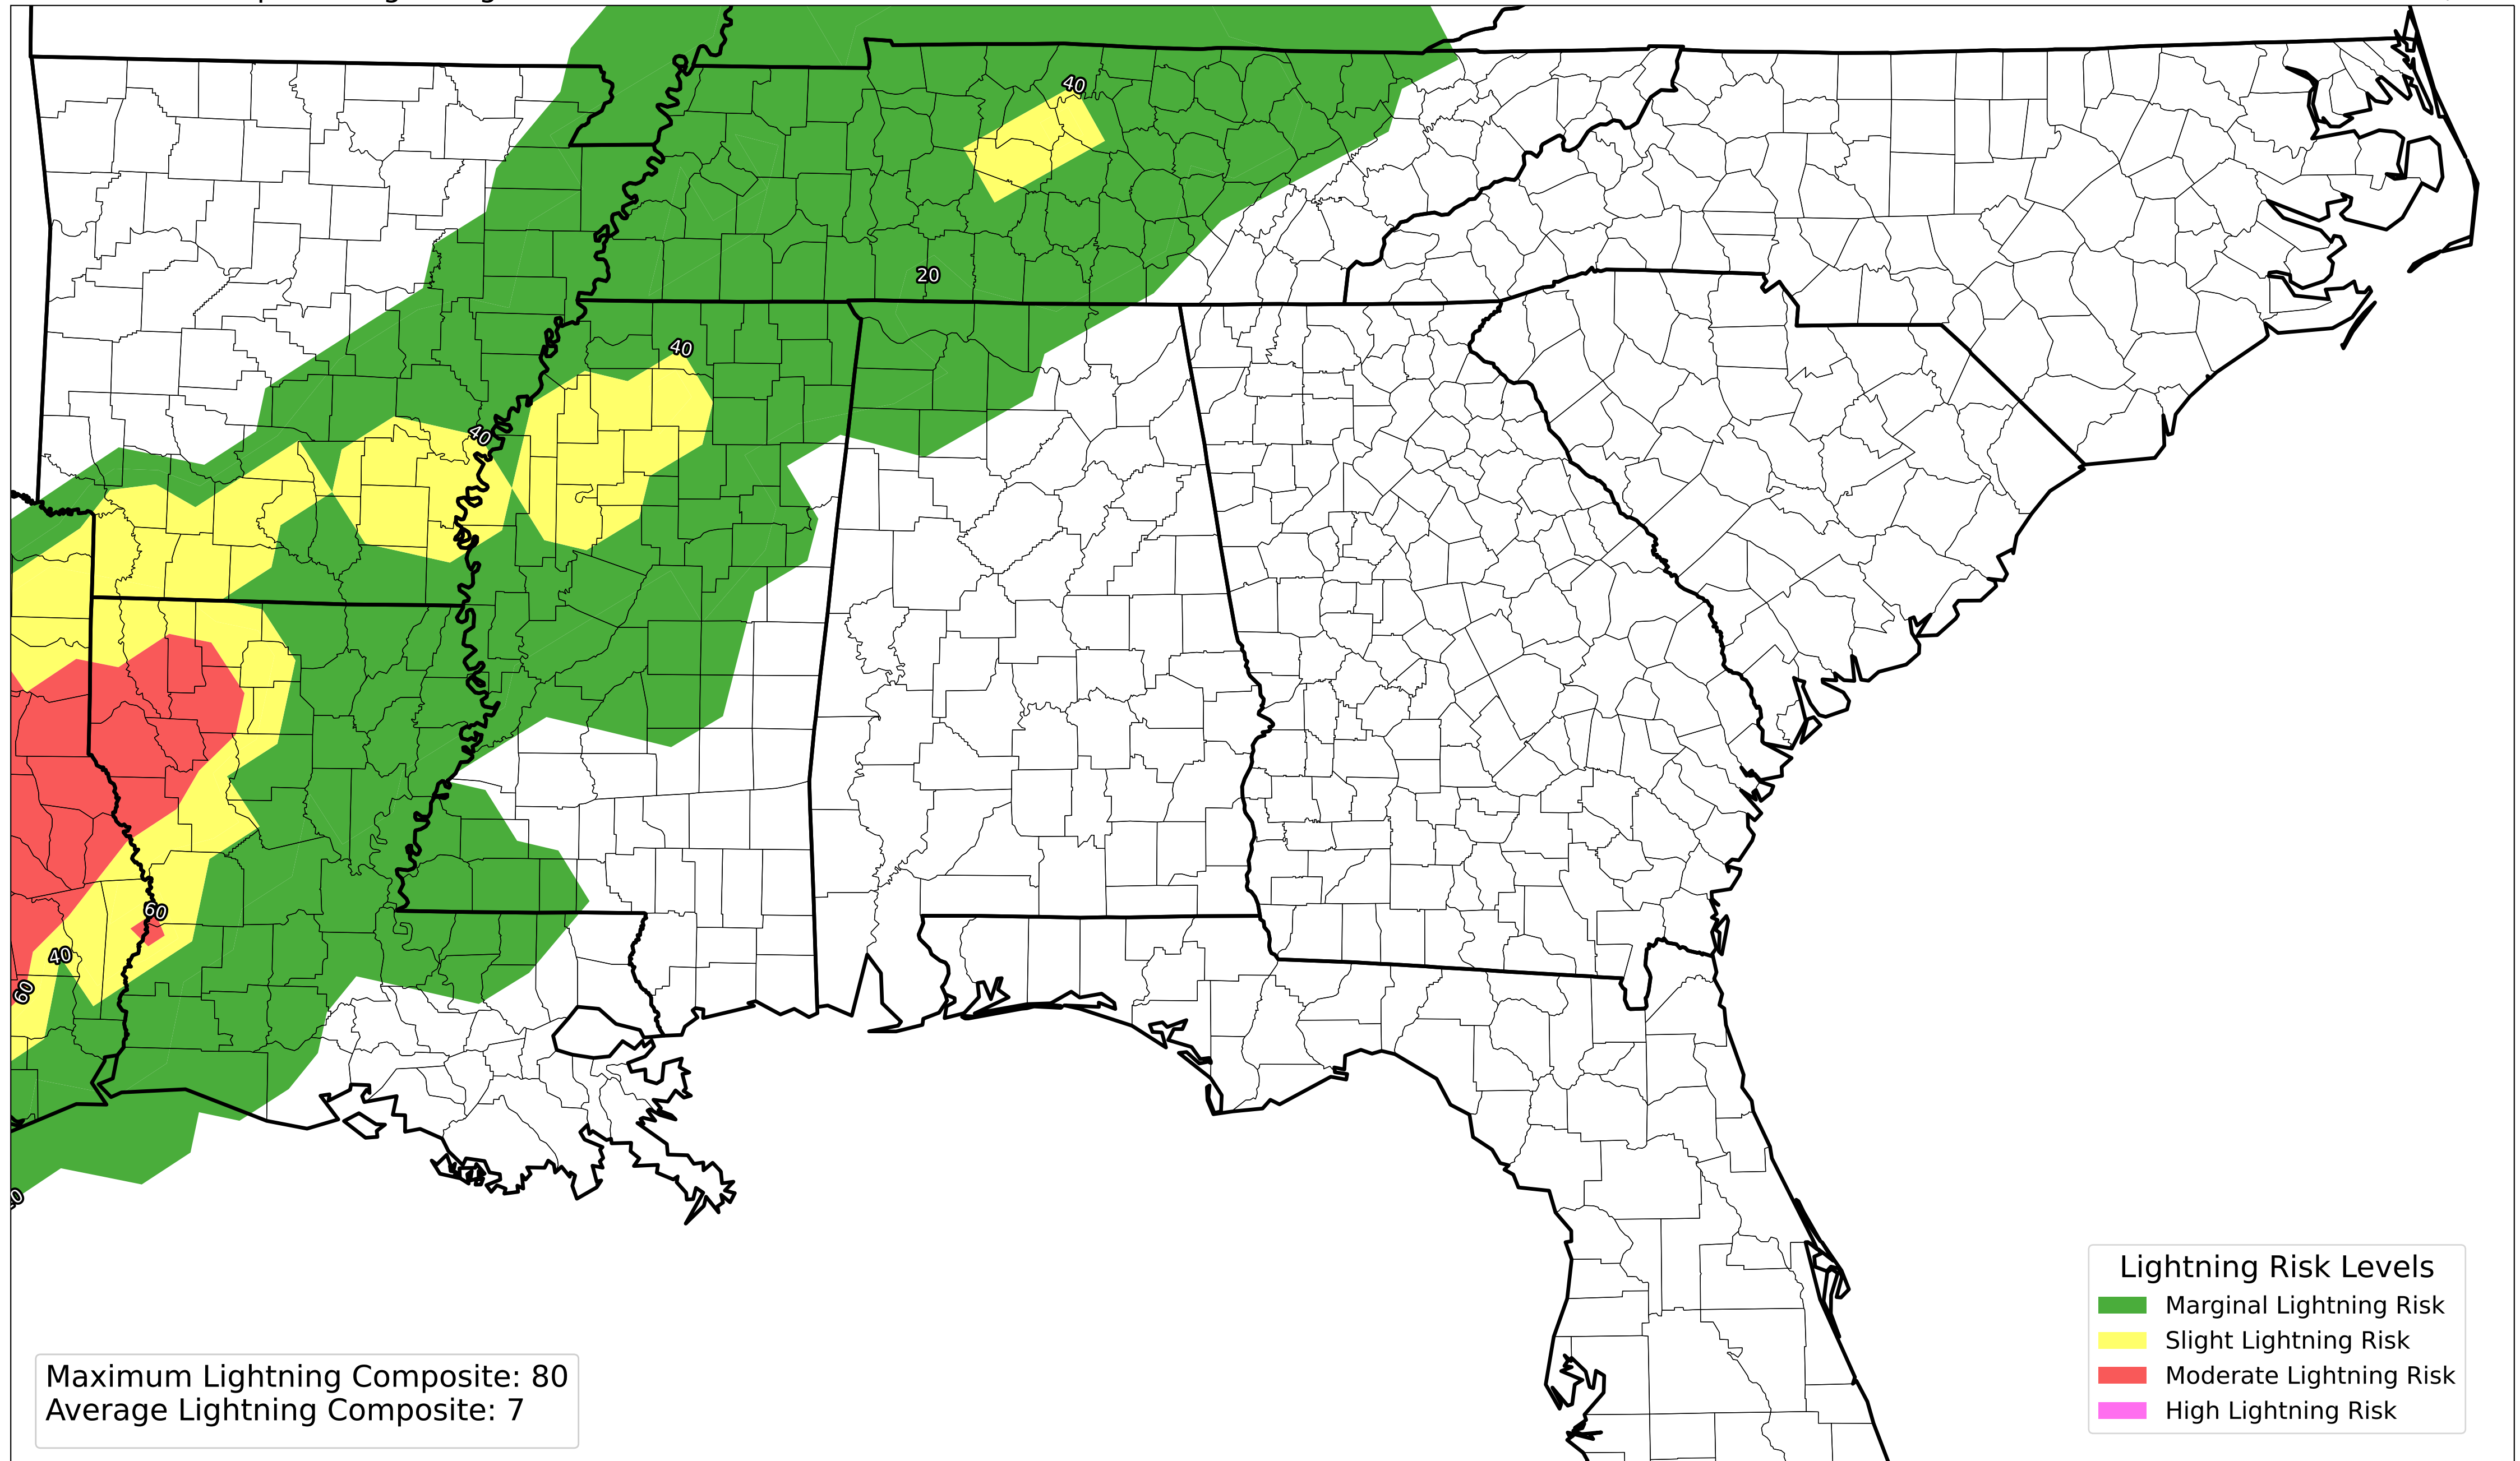 40
20
40
40
60
40
60
Lightning Risk Levels
Marginal Lightning Risk
Slight Lightning Risk
Moderate Lightning Risk
High Lightning Risk
Maximum Lightning Composite: 80
Average Lightning Composite: 7